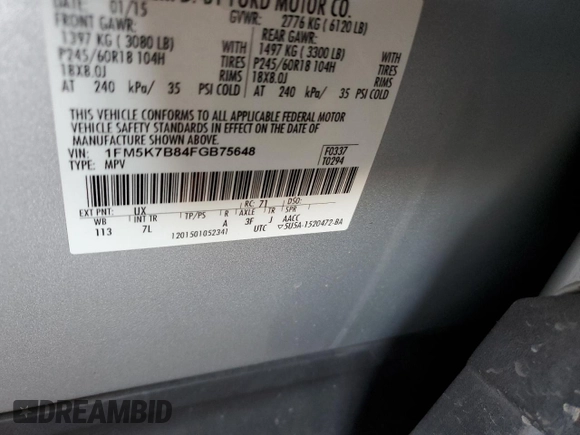 DATE: 01/15
BY FORD MOTOR CO.
FRONT GAWR: GVWR: 2776 KG ( 6120 LB)
1397 KG ( 3080 LB) REAR GAWR:
WITH 1497 KG ( 3300 LB) WITH
P245/60R18 104H TIRES P245/60R18 104H TIRES
18X8.0J RIMS 18X8.0J RIMS
AT 240 kPa/ 35 PSI COLD AT 240 kPa/ 35 PSI COLD
THIS VEHICLE CONFORMS TO ALL APPLICABLE FEDERAL MOTOR
VEHICLE SAFETY STANDARDS IN EFFECT ON THE DATE OF
MANUFACTURE SHOWN ABOVE.
VIN: 1FM5K7B84FGB75648 F0337
TYPE: MPV T0294
EXT PNT: UX RC: 71 DSO:
WB INT TR TP/PS R AXLE TR SPR
113 7L A 3F J AACC
1201501052341 UTC ▽5USA-1520472-BA
DREAMBID